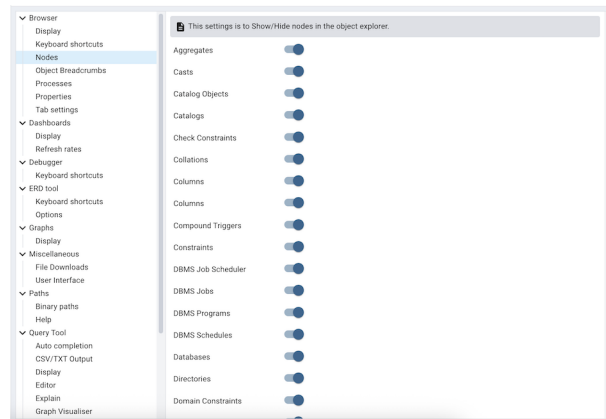 Browser
Display
Keyboard shortcuts
Nodes
Object Breadcrumbs
Processes
Properties
Tab settings
Dashboards
Display
Refresh rates
Debugger
Keyboard shortcuts
ERD tool
Keyboard shortcuts
Options
Graphs
Display
Miscellaneous
File Downloads
User Interface
Paths
Binary paths
Help
Query Tool
Auto completion
CSV/TXT Output
Display
Editor
Explain
Graph Visualiser
This settings is to Show/Hide nodes in the object explorer.
Aggregates
Casts
Catalog Objects
Catalogs
Check Constraints
Collations
Columns
Columns
Compound Triggers
Constraints
DBMS Job Scheduler
DBMS Jobs
DBMS Programs
DBMS Schedules
Databases
Directories
Domain Constraints